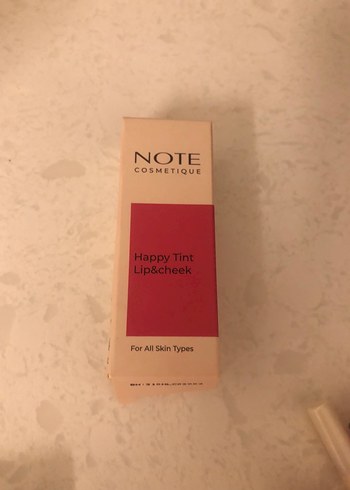 NOTE
COSMETIQUE
Happy Tint
Lip&cheek
For All Skin Types